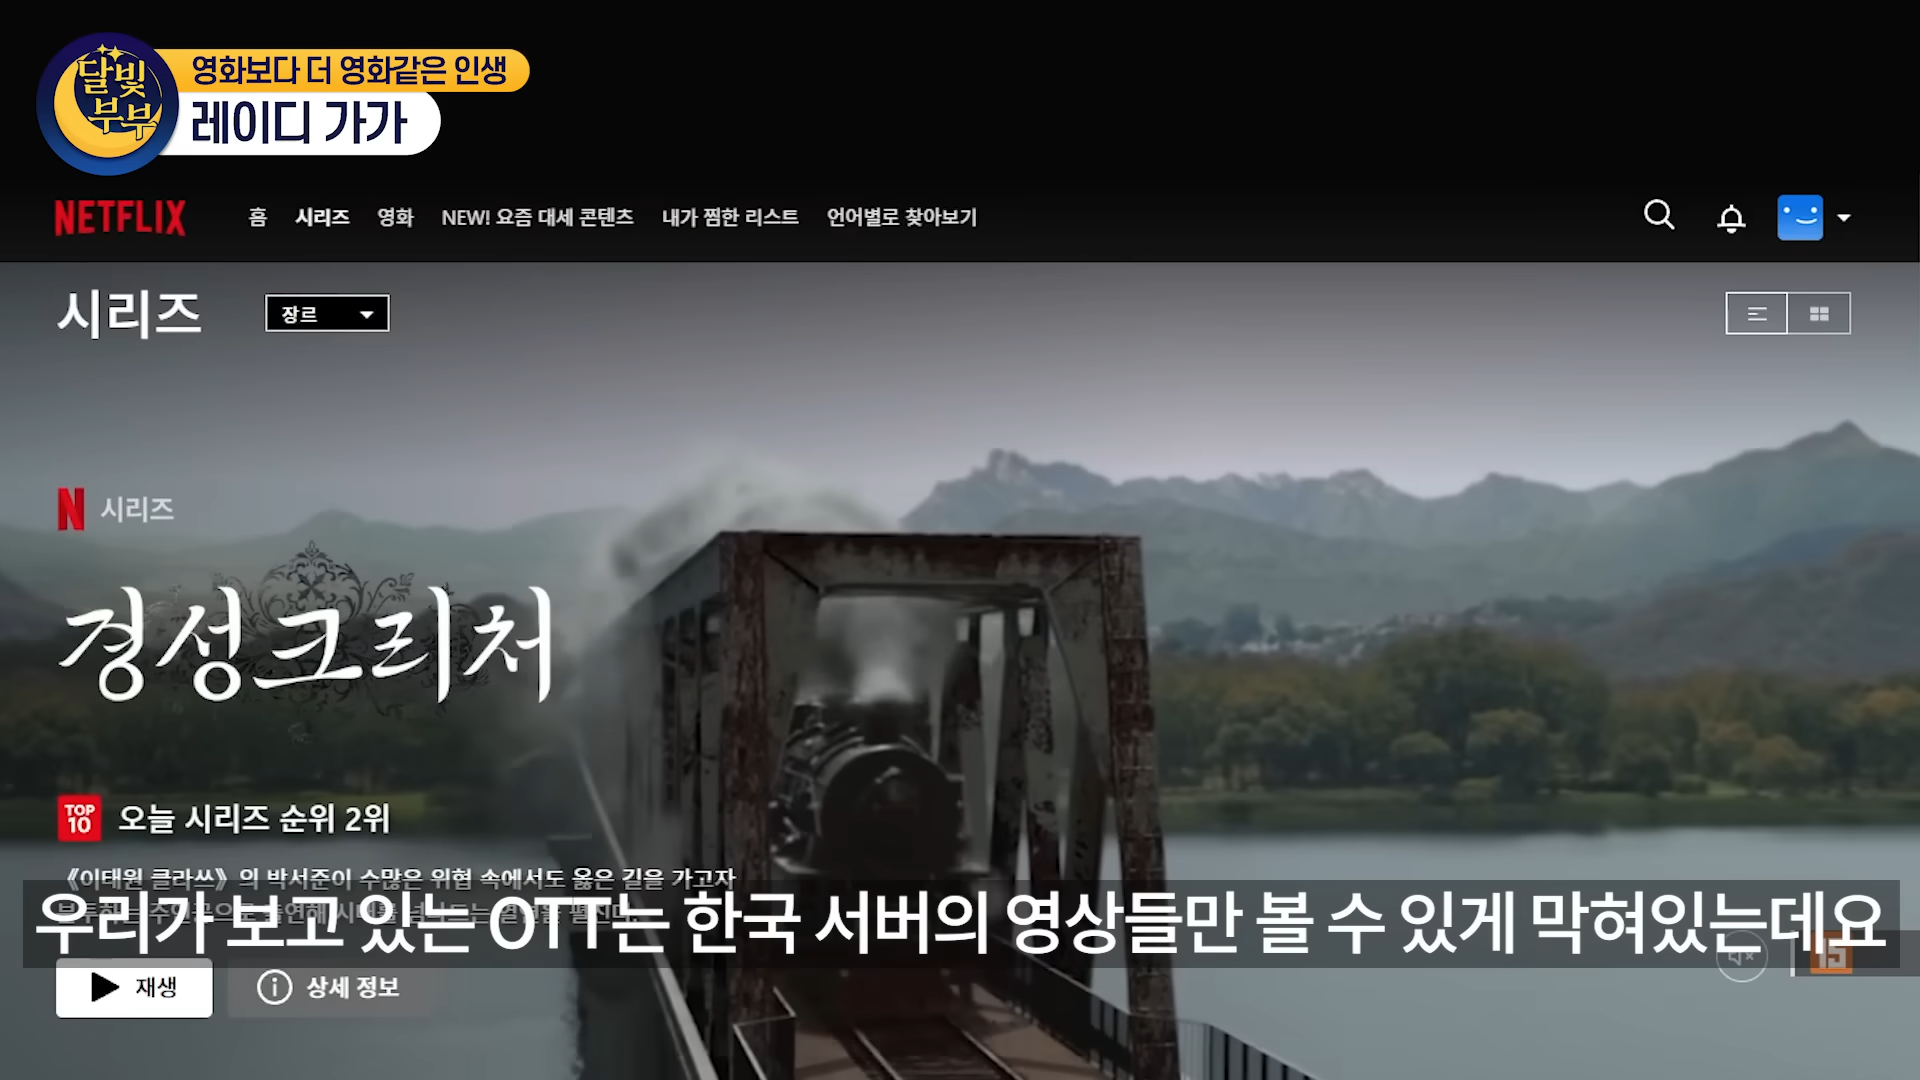 달빛부부
영화보다 더 영화같은 인생
레이디 가가
NETFLIX 홈 시리즈 영화 NEW! 요즘 대세 콘텐츠 내가 찜한 리스트 언어별로 찾아보기
시리즈 장르
N 시리즈
경성크리처
TOP 10 오늘 시리즈 순위 2위
《이태원 클라쓰》의 박서준이 수많은 위협 속에서도 옳은 길을 가고자
우리가 보고 있는 OTT는 한국 서버의 영상들만 볼 수 있게 막혀있는데요
15
재생 상세 정보